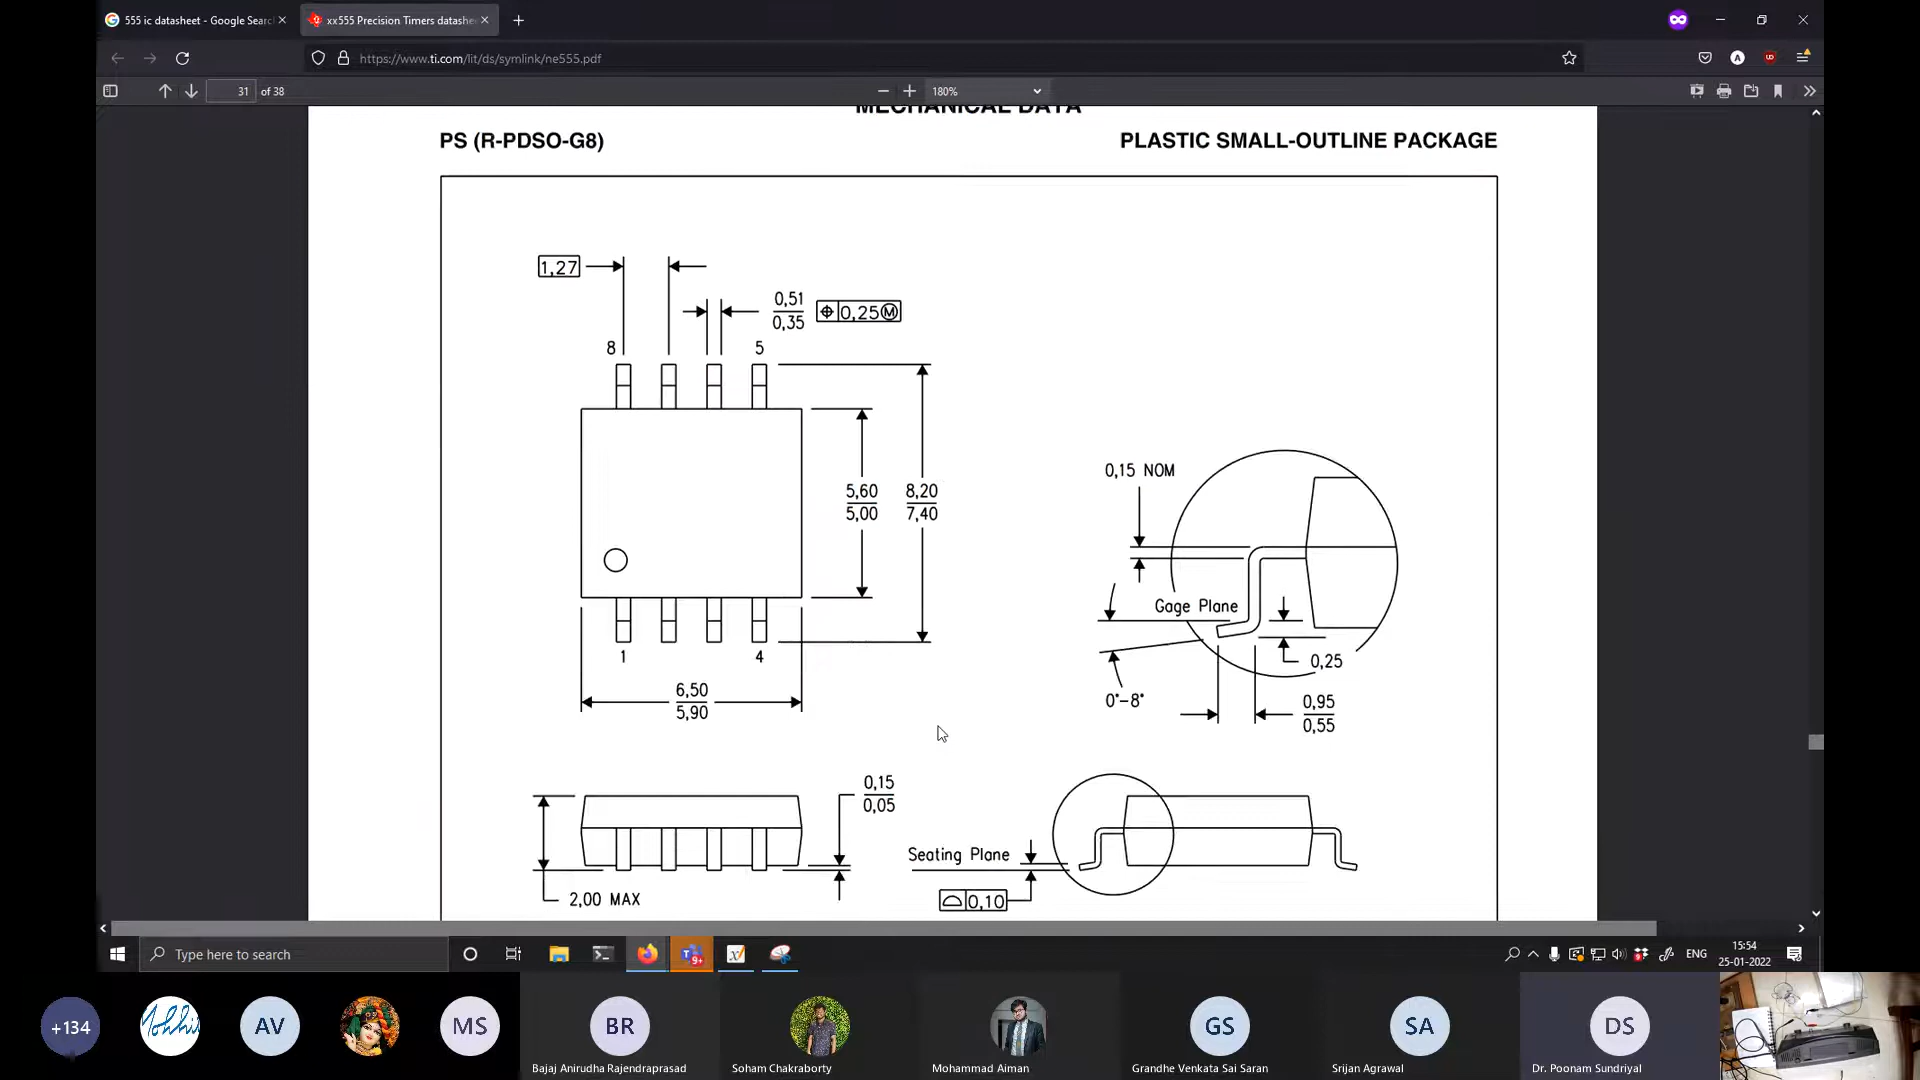 555 ic datasheet - Google Searc
xx555 Precision Timers datashe
https://www.ti.com/lit/ds/symlink/ne555.pdf
31 of 38
180%
MECHANICAL DATA
PS (R-PDSO-G8)
PLASTIC SMALL-OUTLINE PACKAGE
1,27
0,51
0,35
0,25 M
8
5
5,60
5,00
8,20
7,40
0,15 NOM
Gage Plane
0,25
0°–8°
0,95
0,55
1
4
6,50
5,90
0,15
0,05
Seating Plane
2,00 MAX
0,10
Type here to search
9+
ENG
15:54
25-01-2022
+134
Mohhit
AV
MS
BR
GS
SA
DS
Bajaj Anirudha Rajendraprasad
Soham Chakraborty
Mohammad Aiman
Grandhe Venkata Sai Saran
Srijan Agrawal
Dr. Poonam Sundriyal